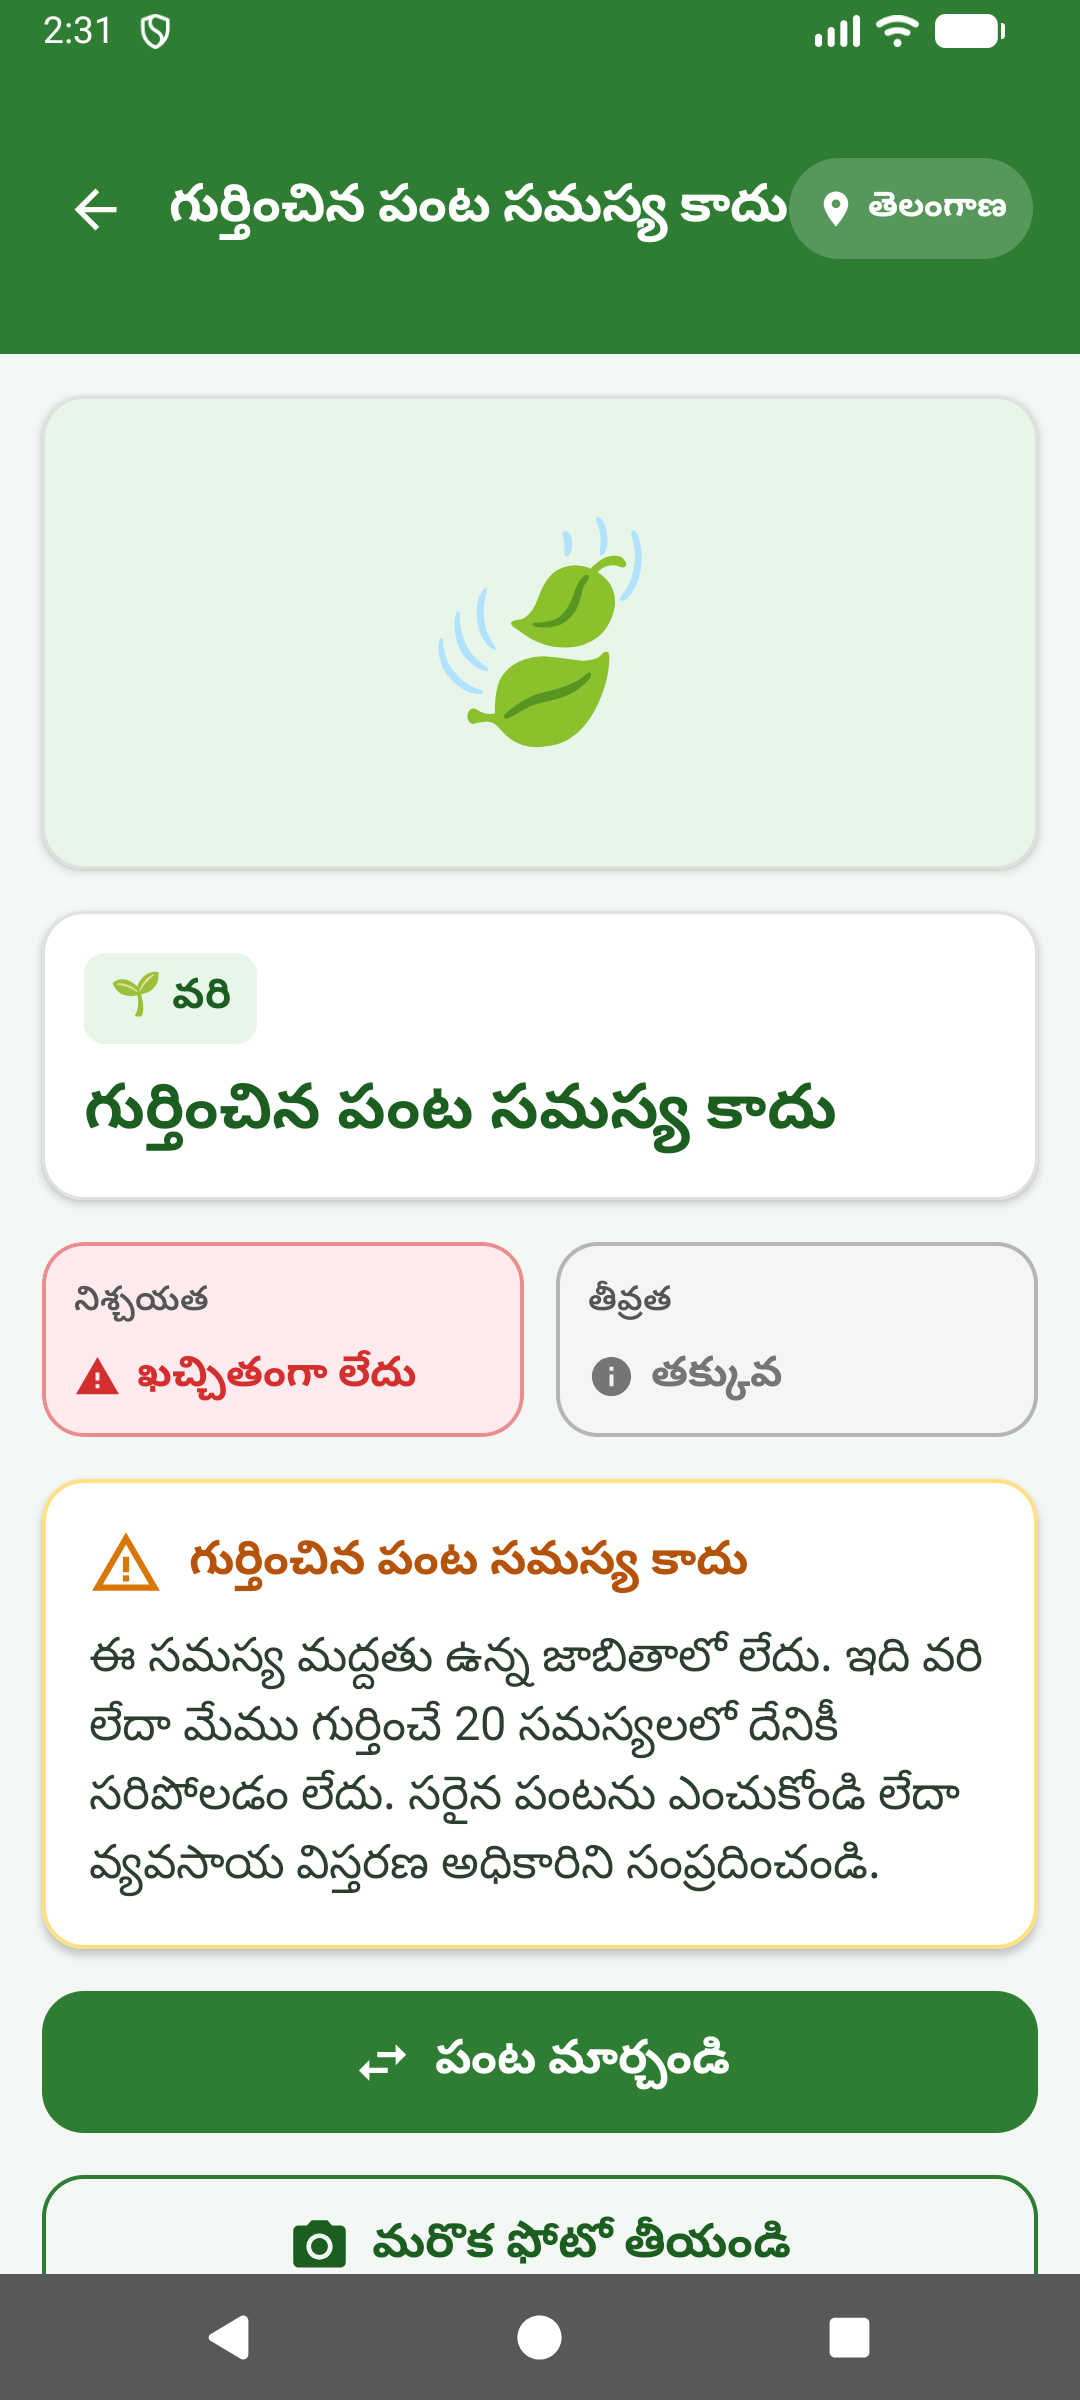 2:31
గుర్తించిన పంట సమస్య కాదు
తెలంగాణ
వరి
గుర్తించిన పంట సమస్య కాదు
నిశ్చయత
తీవ్రత
ఖచ్చితంగా లేదు
తక్కువ
గుర్తించిన పంట సమస్య కాదు
ఈ సమస్య మద్దతు ఉన్న జాబితాలో లేదు. ఇది వరి
లేదా మేము గుర్తించే 20 సమస్యలలో దేనికీ
సరిపోలడం లేదు. సరైన పంటను ఎంచుకోండి లేదా
వ్యవసాయ విస్తరణ అధికారిని సంప్రదించండి.
పంట మార్చండి
మరొక ఫోటో తీయండి